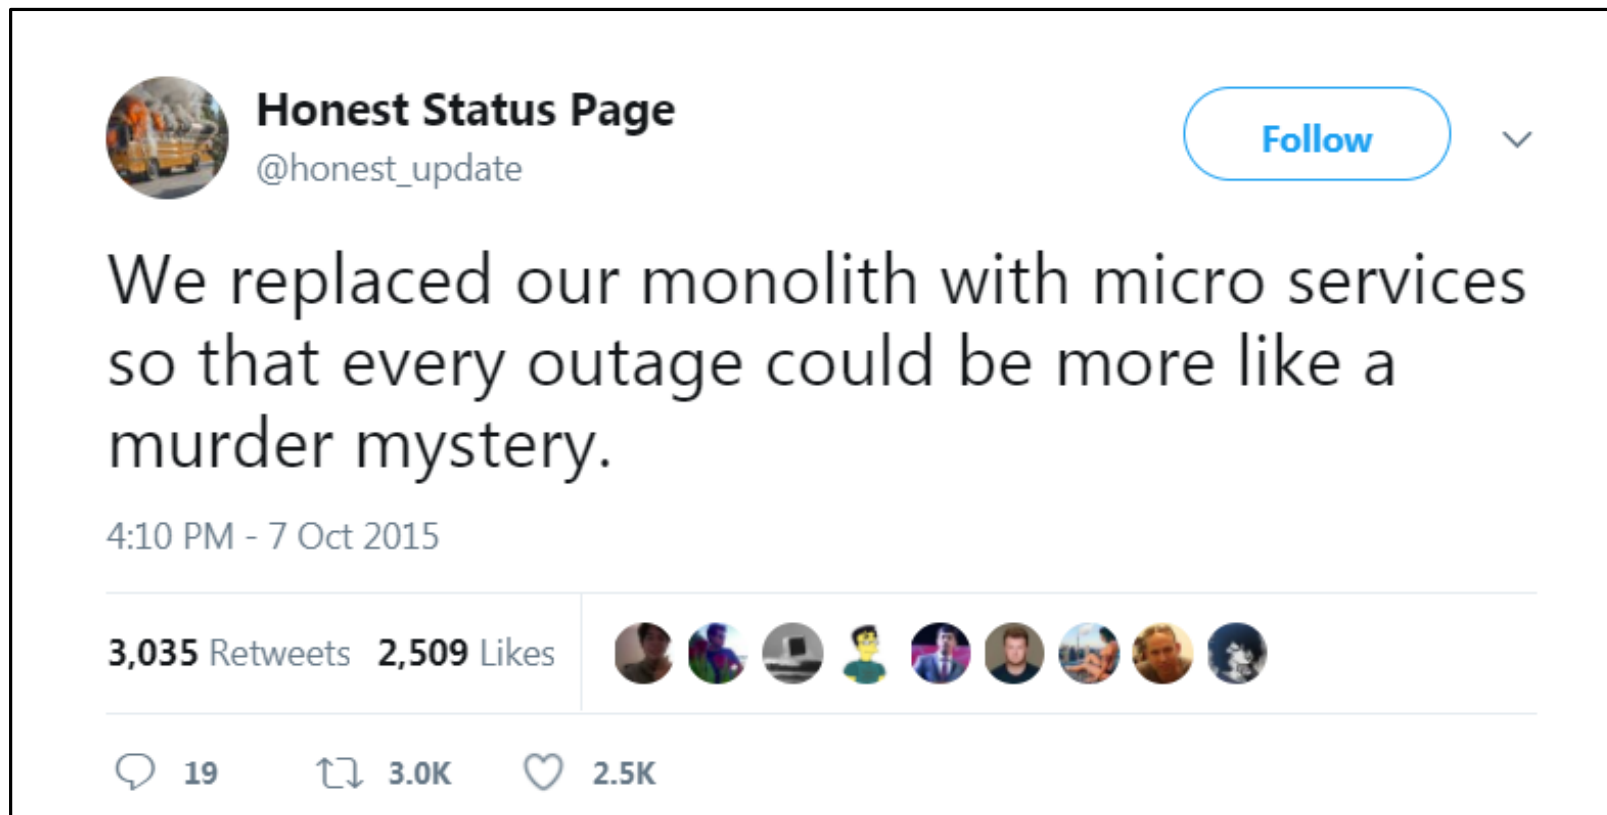 Honest Status Page
@honest_update
Follow
We replaced our monolith with micro services
so that every outage could be more like a
murder mystery.
4:10 PM - 7 Oct 2015
3,035 Retweets 2,509 Likes
19 3.0K 2.5K